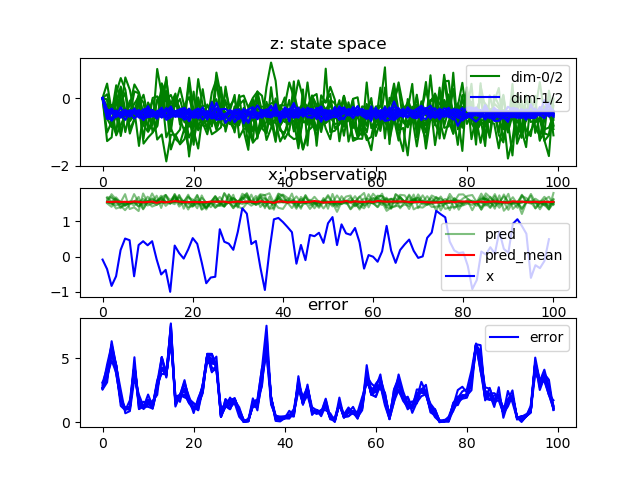 z: state space
0
−2
dim-0/2
dim-1/2
0 20 40 60 80 100
x: observation
1
0
−1
pred
pred_mean
x
0 20 40 60 80 100
error
5
0
error
0 20 40 60 80 100